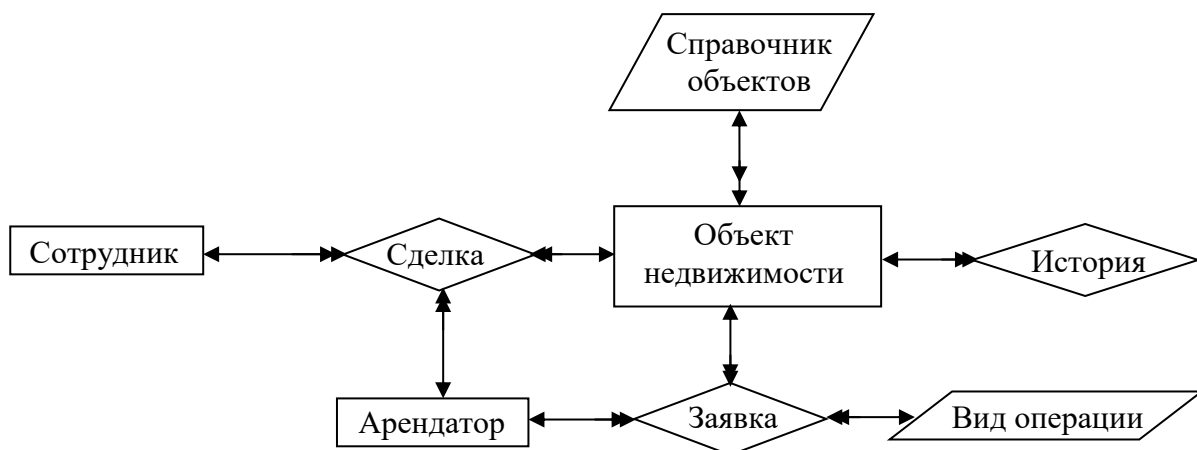 Справочник
объектов
Сотрудник
Сделка
Объект
недвижимости
История
Арендатор
Заявка
Вид операции